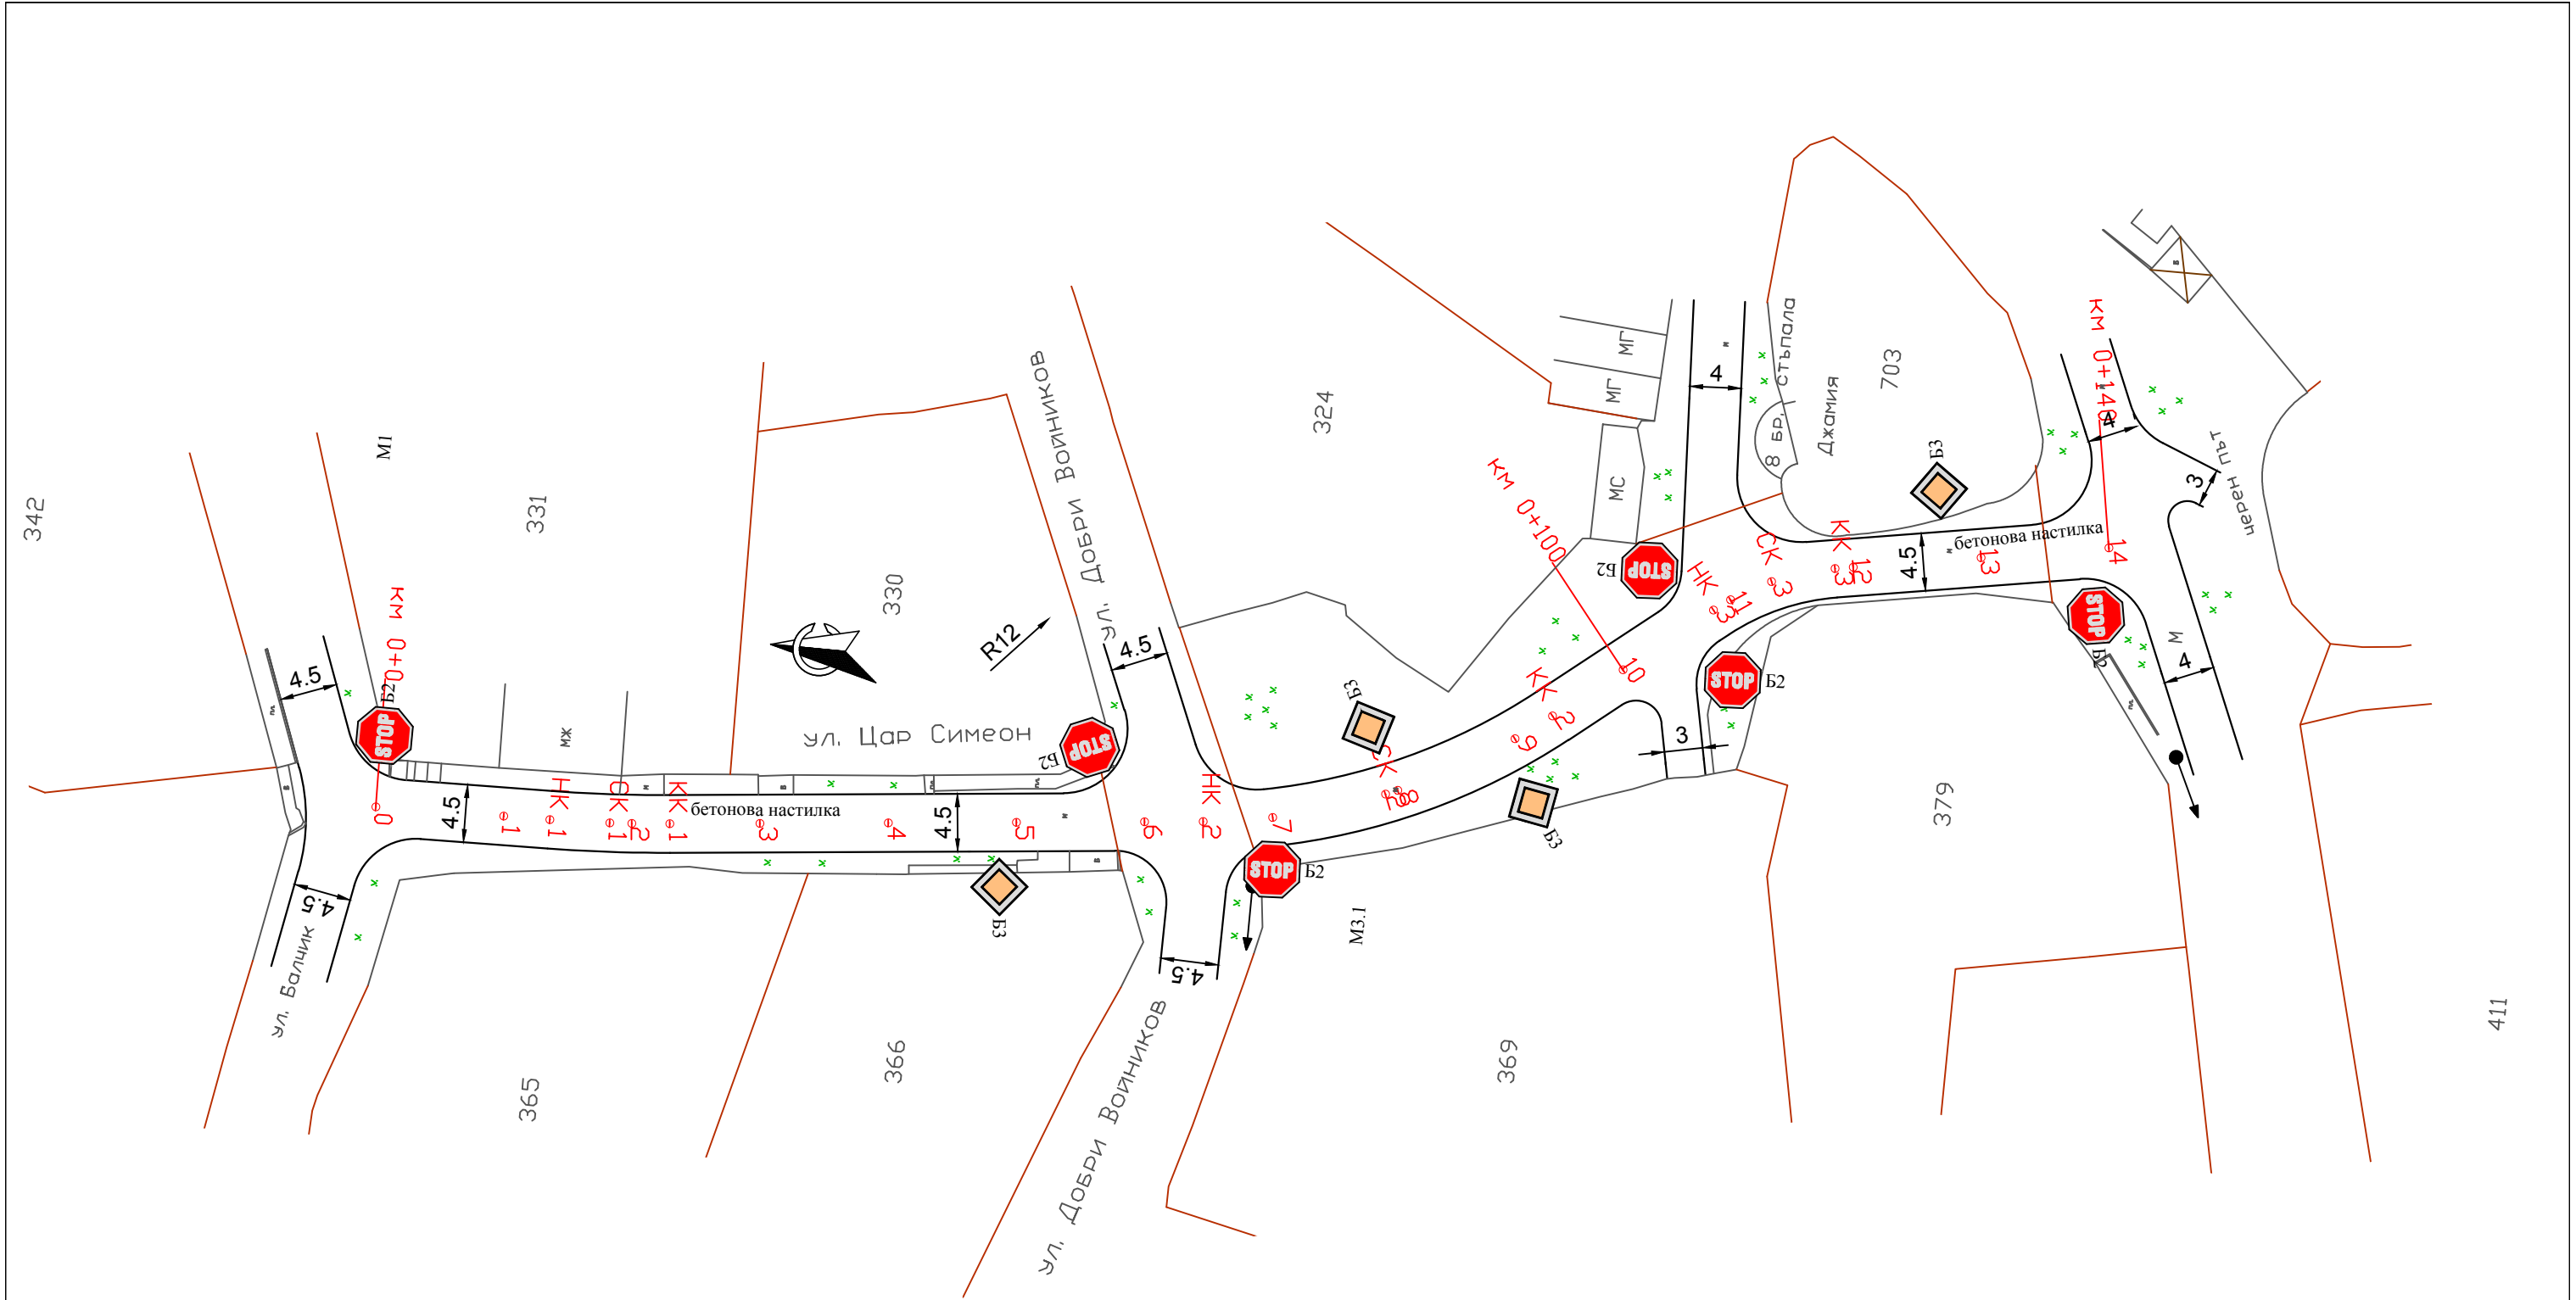 342
М1
331
км 0+0
Б2
STOP
4.5
4.5
ул. Балчик
0
4.5
1
НК 1
МЖ
СК 1
2
КК 1
бетонова настилка
3
4
4.5
5
6
330
ул. Цар Симеон
R12
ул. Добри Войников
4.5
Б2
STOP
Б3
365
366
4.5
ул. Добри Войников
НК 2
7
STOP
Б2
М3.1
324
Б3
СК 2
8
Б3
9
КК 2
10
км 0+100
369
МГ
МГ
МС
4
Б2
STOP
НК 3
11
3
STOP
Б2
8 бр. стъпала
Джамия
703
Б3
СК 3
КК 3
12
4.5
бетонова настилка
13
14
км 0+148
4
3
черен път
STOP
Б2
М
4
379
411